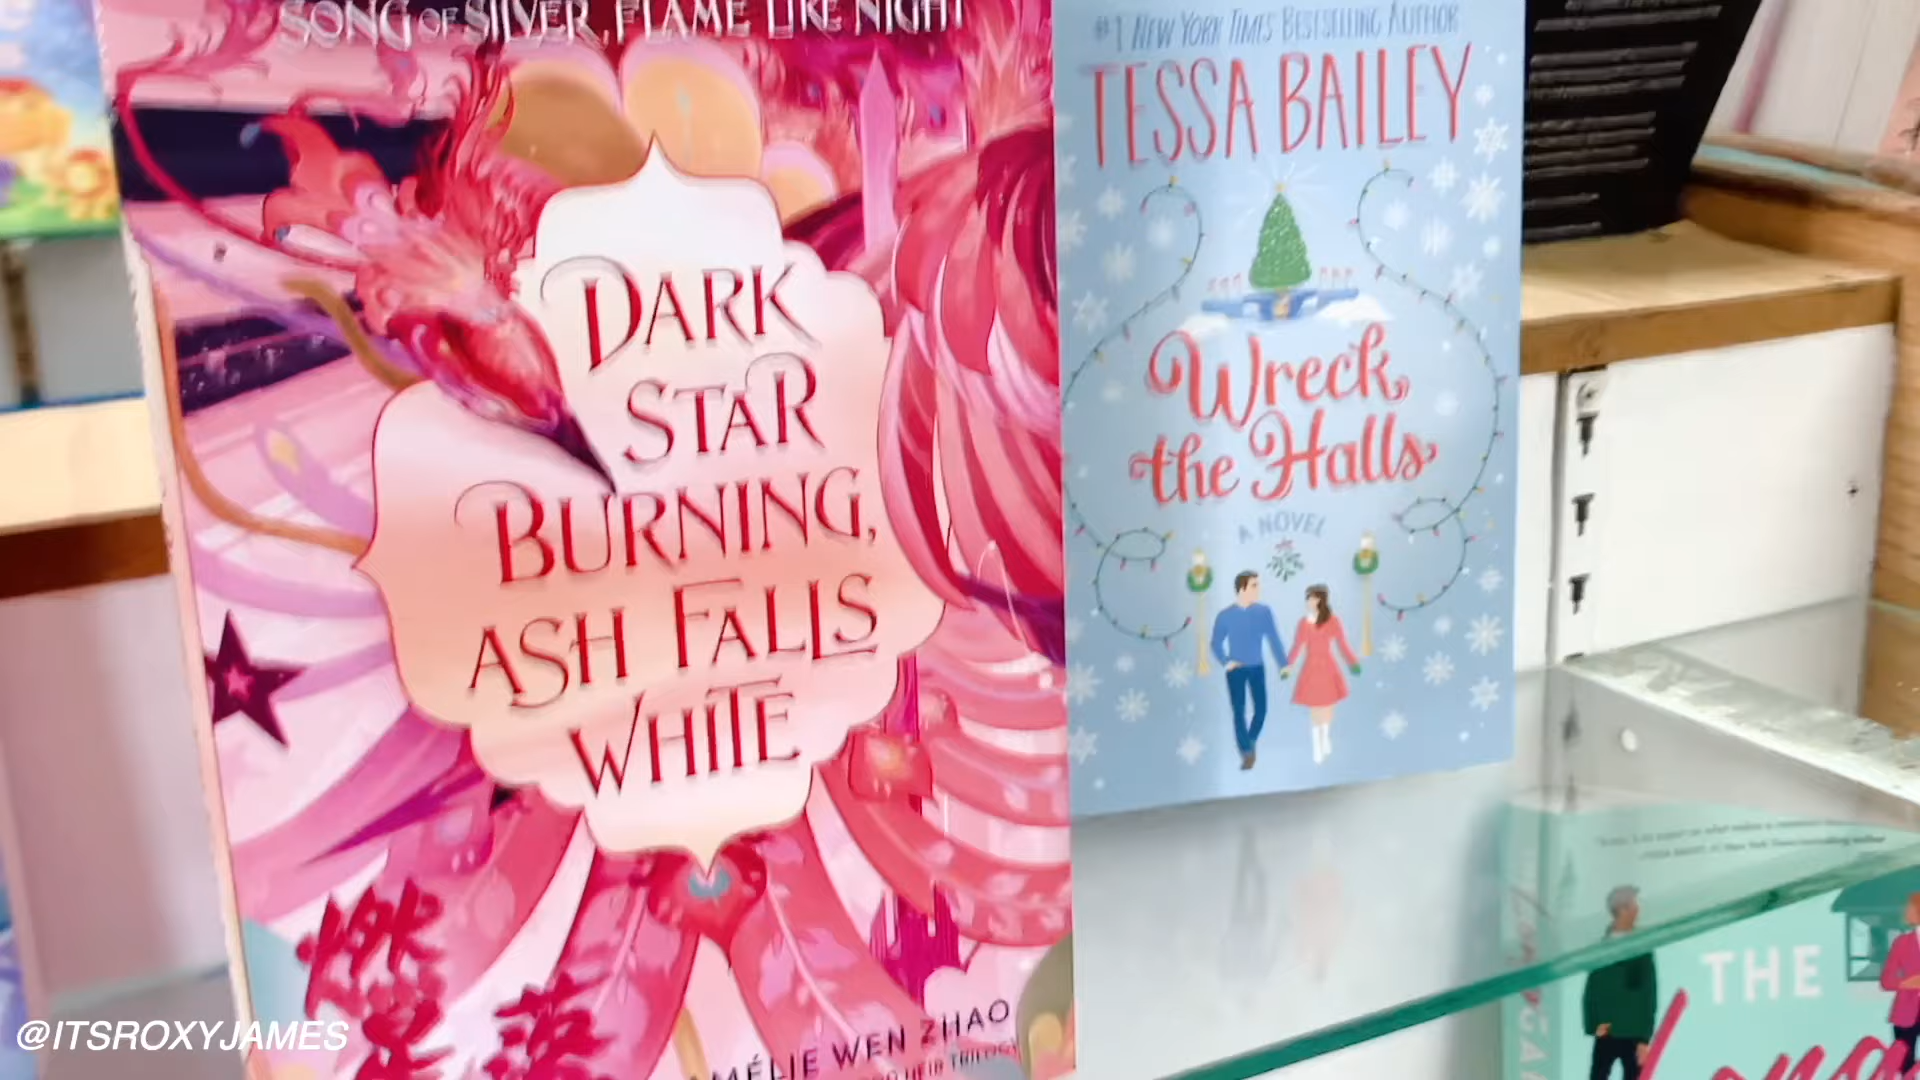 SONG OF SILVER, FLAME LIKE NIGHT
DARK
STAR
BURNING,
ASH FALLS
WHITE
AMÉLIE WEN ZHAO
TRILOGY
#1 NEW YORK TIMES BESTSELLING AUTHOR
TESSA BAILEY
Wreck
the Halls
A NOVEL
THE
@ITSROXYJAMES